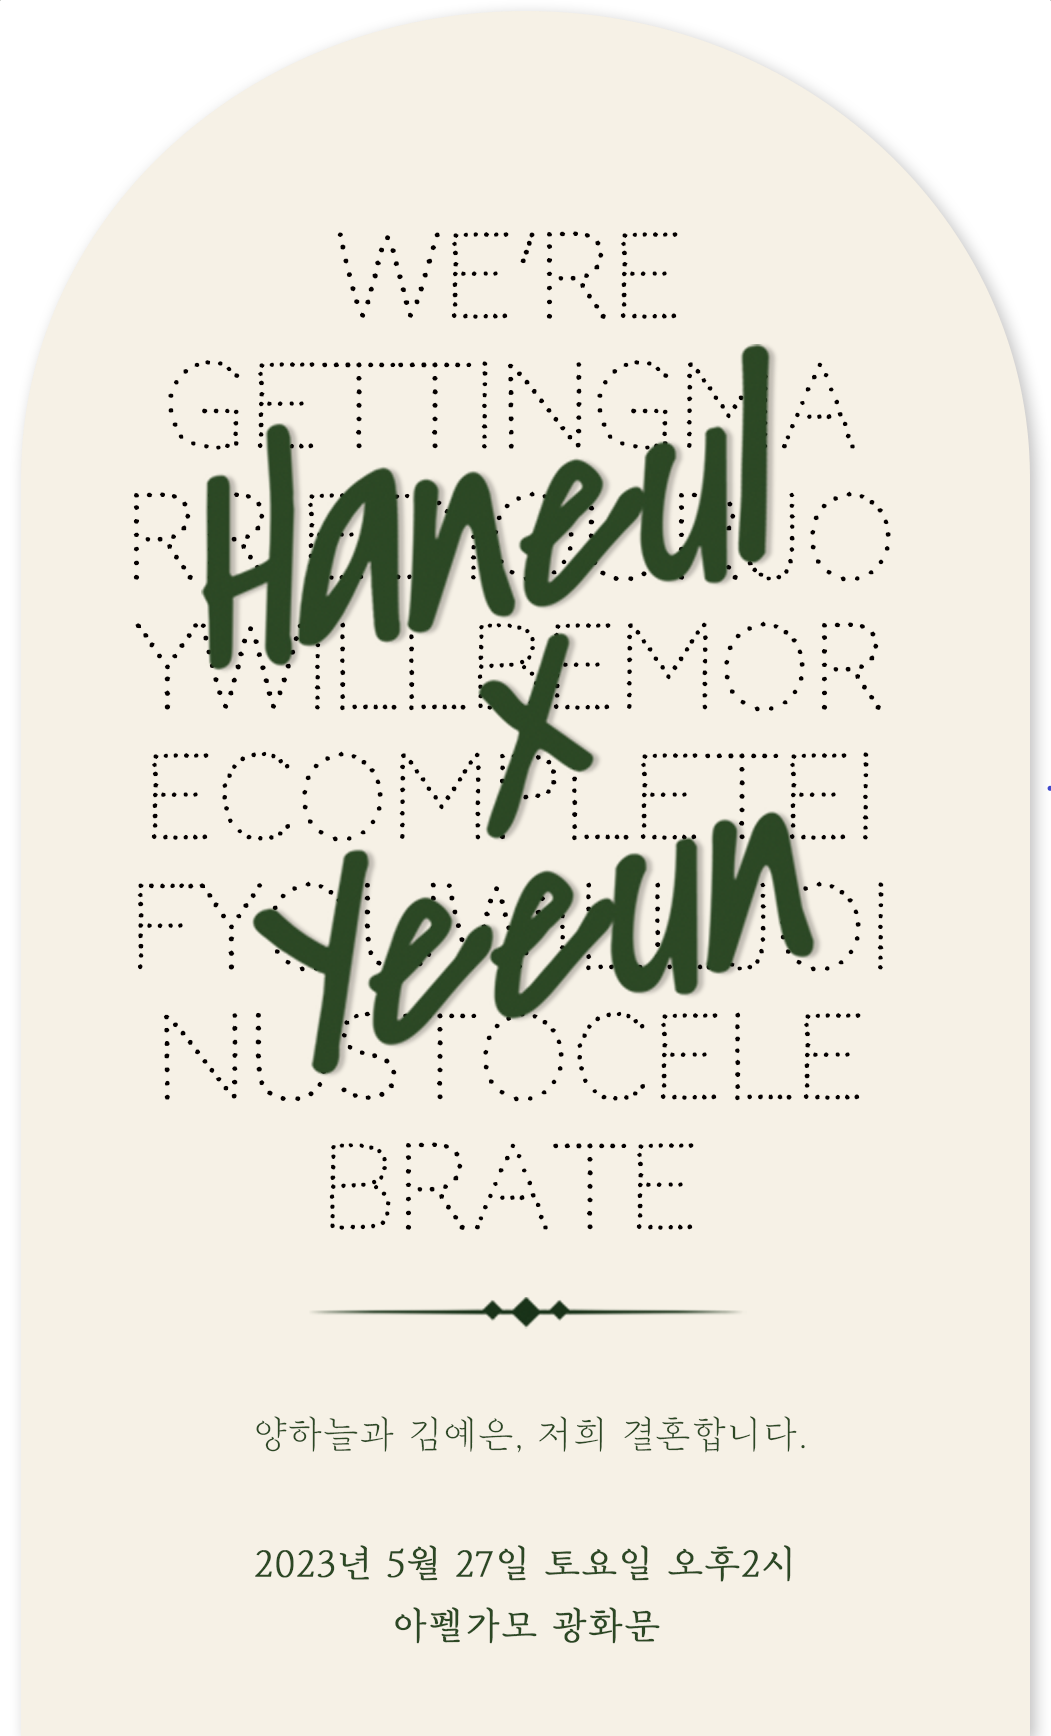 WE'RE
GETTINGMA
Haneul
YWILLBEMOR
x
ECOMPLETEI
Yeeun
NUSTOCELE
BRATE
양하늘과 김예은, 저희 결혼합니다.
2023년 5월 27일 토요일 오후2시
아펠가모 광화문